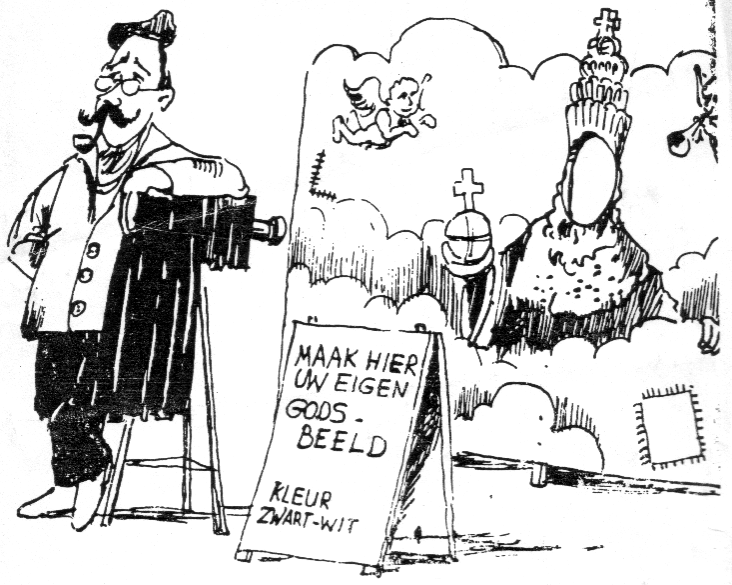 MAAK HIER
UW EIGEN
GODS-
BEELD
KLEUR
ZWART-WIT